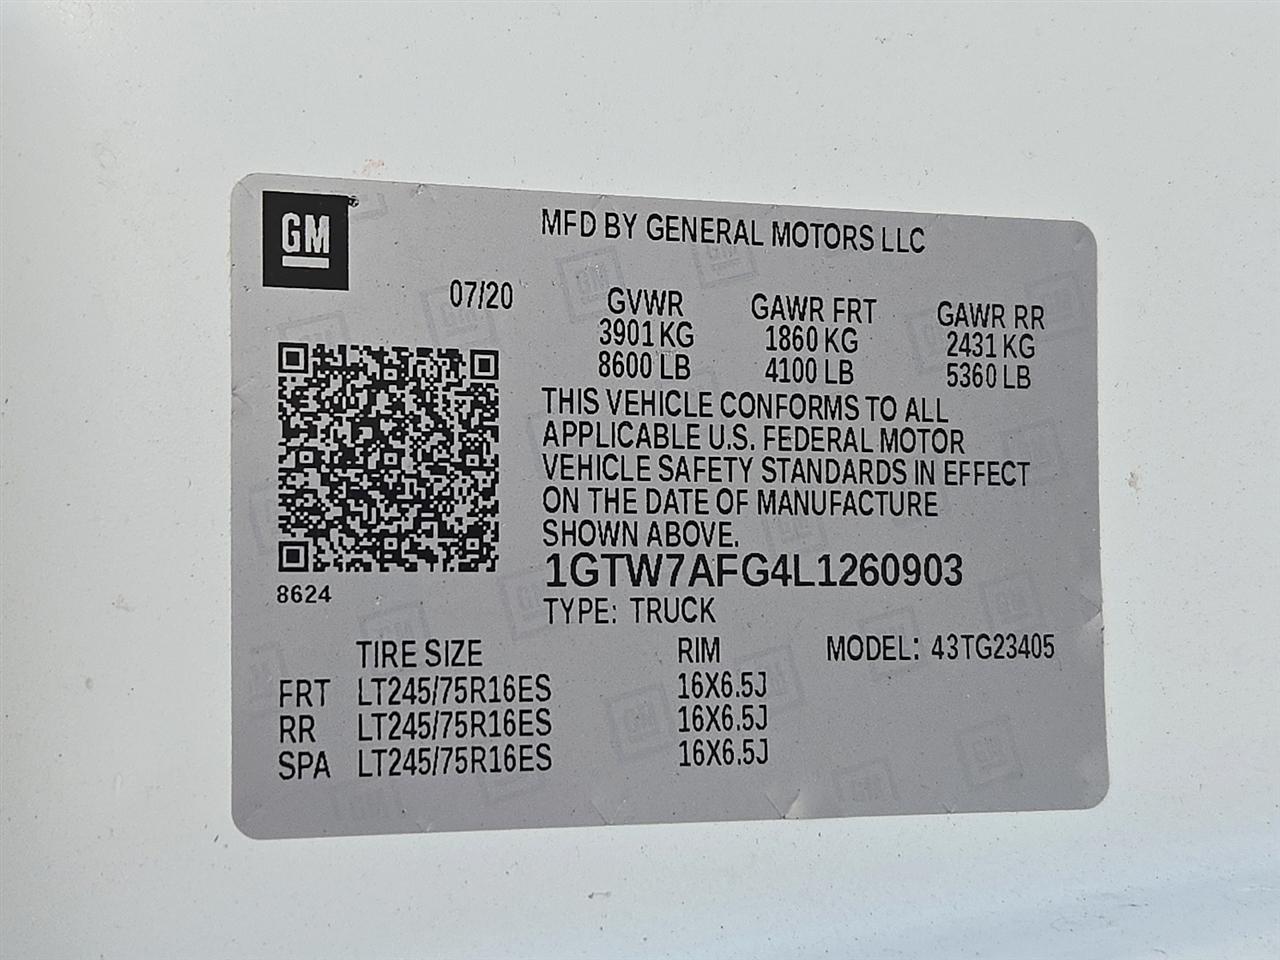 GM
MFD BY GENERAL MOTORS LLC
07/20
GVWR GAWR FRT GAWR RR
3901 KG 1860 KG 2431 KG
8600 LB 4100 LB 5360 LB
THIS VEHICLE CONFORMS TO ALL
APPLICABLE U.S. FEDERAL MOTOR
VEHICLE SAFETY STANDARDS IN EFFECT
ON THE DATE OF MANUFACTURE
SHOWN ABOVE.
1GTW7AFG4L1260903
8624
TYPE: TRUCK
TIRE SIZE RIM MODEL: 43TG23405
FRT LT245/75R16ES 16X6.5J
RR LT245/75R16ES 16X6.5J
SPA LT245/75R16ES 16X6.5J